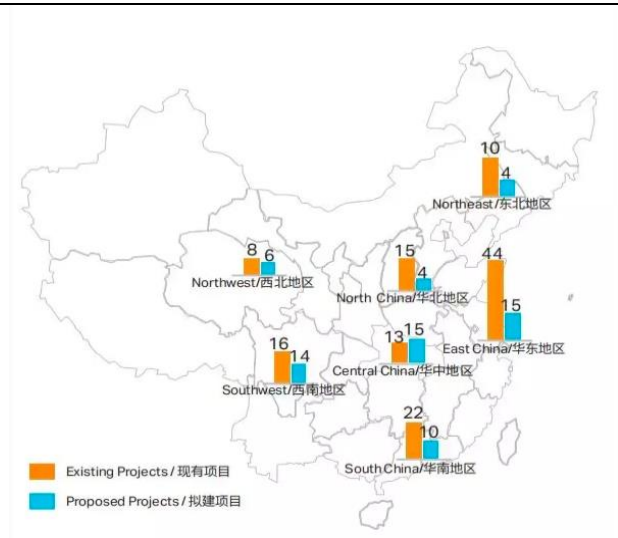 10
4
Northeast/东北地区
44
15
East China/华东地区
8
6
Northwest/西北地区
15
4
North China/华北地区
13
15
Central China/华中地区
16
14
Southwest/西南地区
22
10
South China/华南地区
Existing Projects / 现有项目
Proposed Projects / 拟建项目